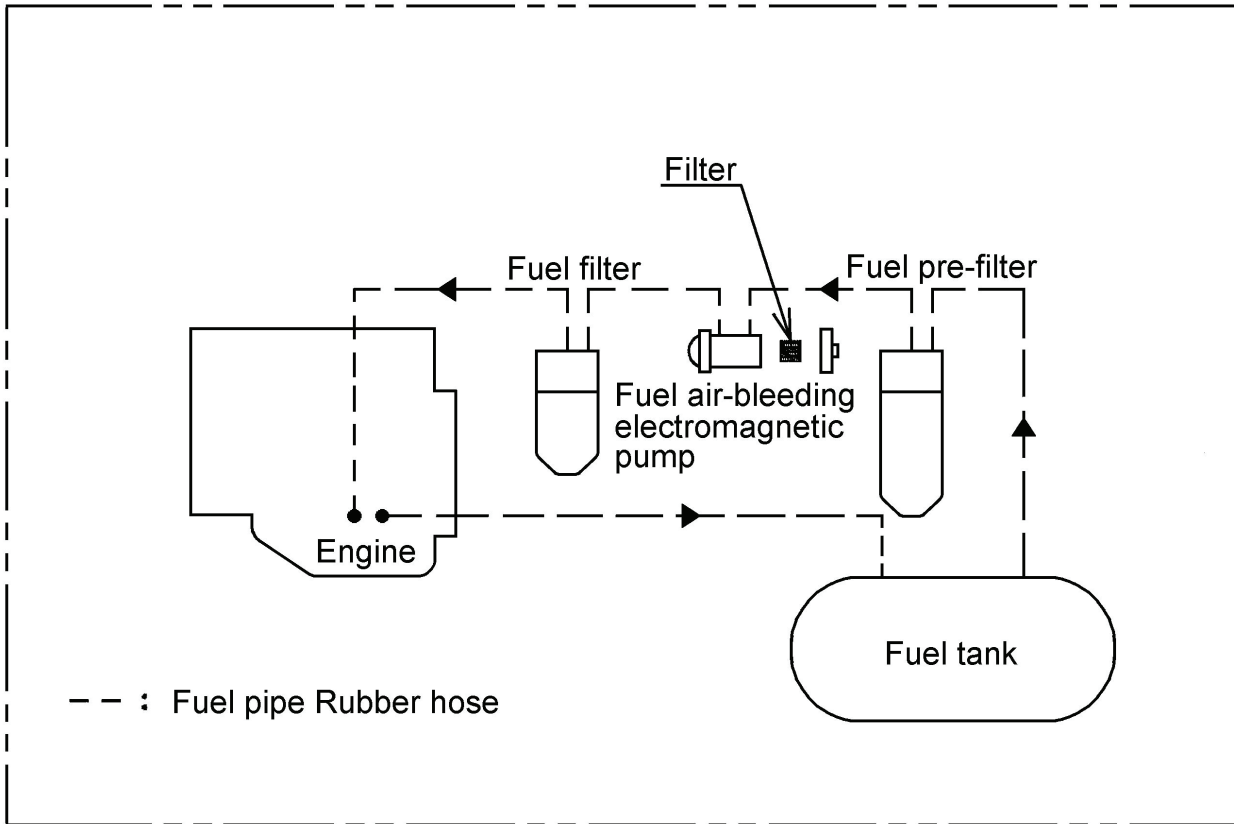 Filter
Fuel filter
Fuel pre-filter
Fuel air-bleeding
electromagnetic
pump
Engine
Fuel tank
: Fuel pipe Rubber hose